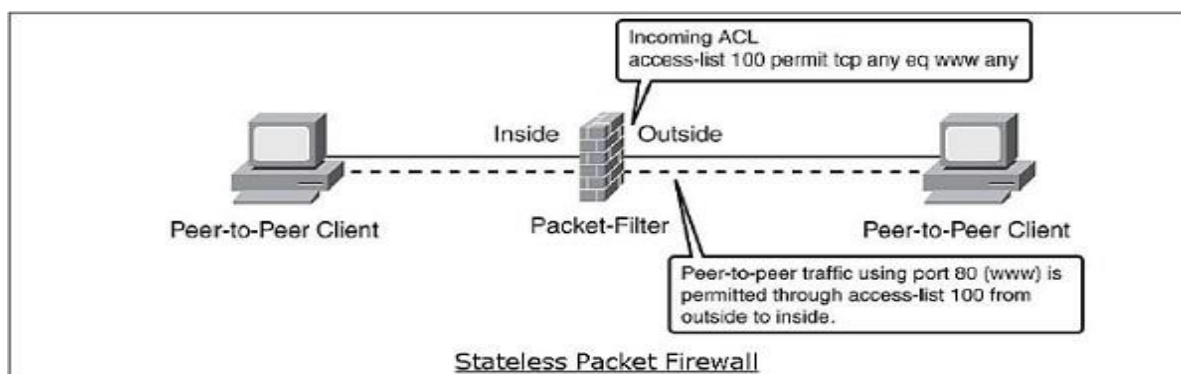 Incoming ACL
access-list 100 permit tcp any eq www any
Inside
Outside
Peer-to-Peer Client
Packet-Filter
Peer-to-Peer Client
Peer-to-peer traffic using port 80 (www) is
permitted through access-list 100 from
outside to inside.
Stateless Packet Firewall